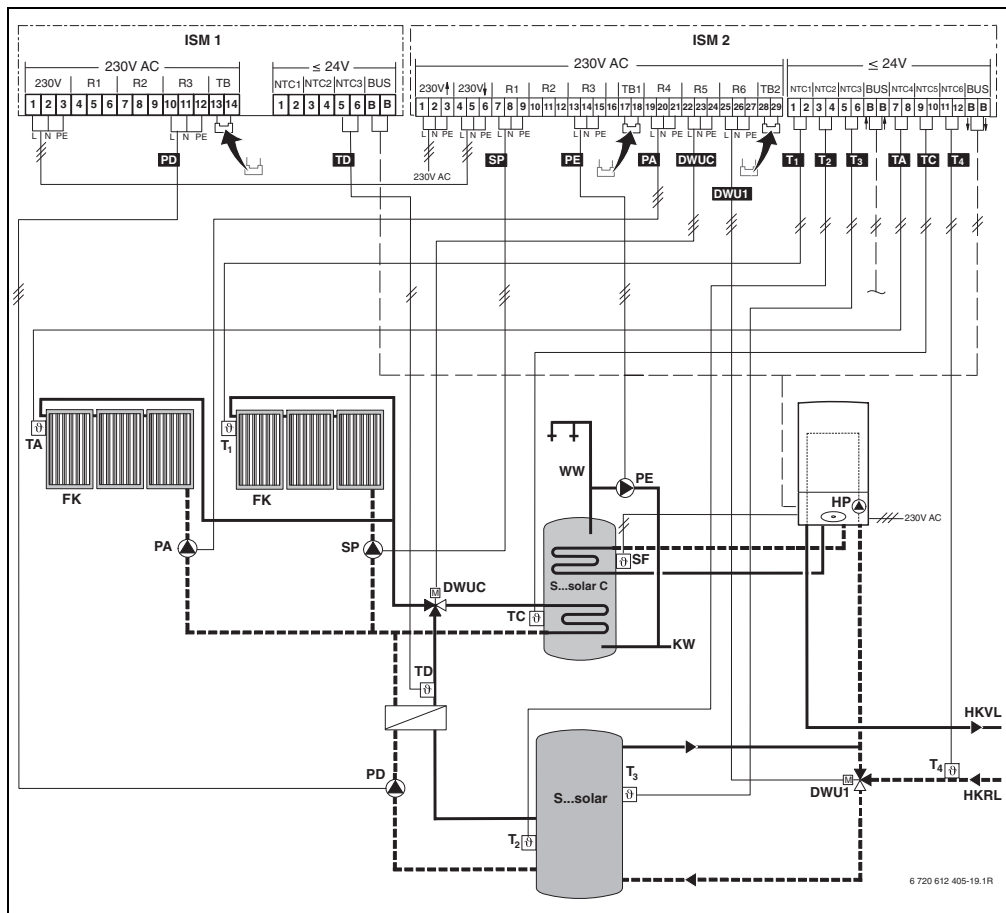 ISM 1
ISM 2
230V AC
≤ 24V
230V AC
≤ 24V
230V R1 R2 R3 TB
NTC1 NTC2 NTC3 BUS
230V 230V R1 R2 R3 TB1 R4 R5 R6 TB2
NTC1 NTC2 NTC3 BUS NTC4 NTC5 NTC6 BUS
1 2 3 4 5 6 7 8 9 10 11 12 13 14
1 2 3 4 5 6 B B
1 2 3 4 5 6 7 8 9 10 11 12 13 14 15 16 17 18 19 20 21 22 23 24 25 26 27 28 29
1 2 3 4 5 6 B B 7 8 9 10 11 12 B B
L N PE L N PE
L N PE L N PE L N PE L N PE L N PE L N PE L N PE
PD
TD
230V AC
SP
PE
PA
DWUC
DWU1
T1
T2
T3
TA
TC
T4
TA
FK
T1
FK
WW
PE
HP
230V AC
PA
SP
SF
S...solar C
DWUC
TC
KW
TD
HKVL
PD
T3
S...solar
T4
DWU1
HKRL
T2
6 720 612 405-19.1R